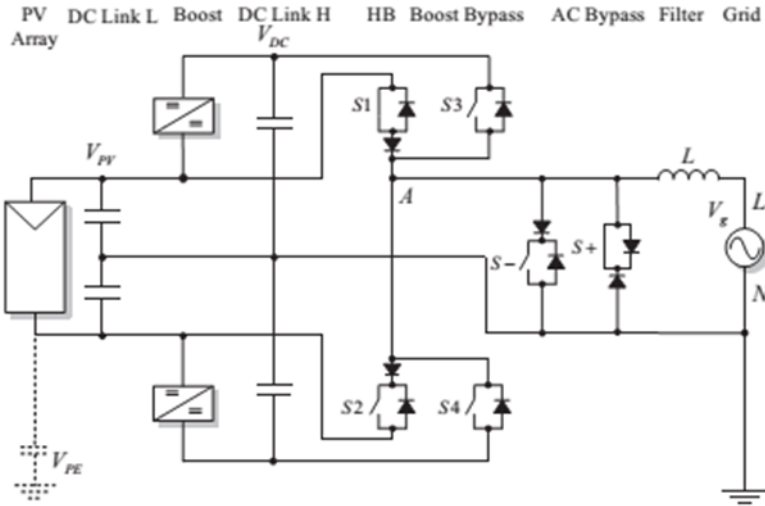 PV DC Link L Boost DC Link H HB Boost Bypass AC Bypass Filter Grid
Array
V_DC
S1
S3
V_PV
L
A
V_g
L
S-
S+
N
S2
S4
V_PE